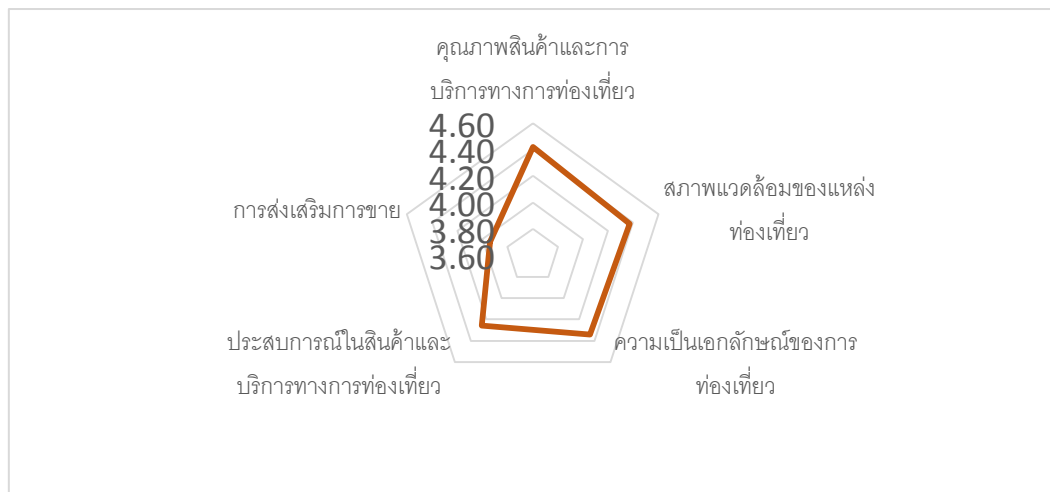 คุณภาพสินค้าและการ
บริการทางการท่องเที่ยว
4.60
4.40
4.20
4.00
3.80
3.60
สภาพแวดล้อมของแหล่ง
ท่องเที่ยว
ความเป็นเอกลักษณ์ของการ
ท่องเที่ยว
ประสบการณ์ในสินค้าและ
บริการทางการท่องเที่ยว
การส่งเสริมการขาย